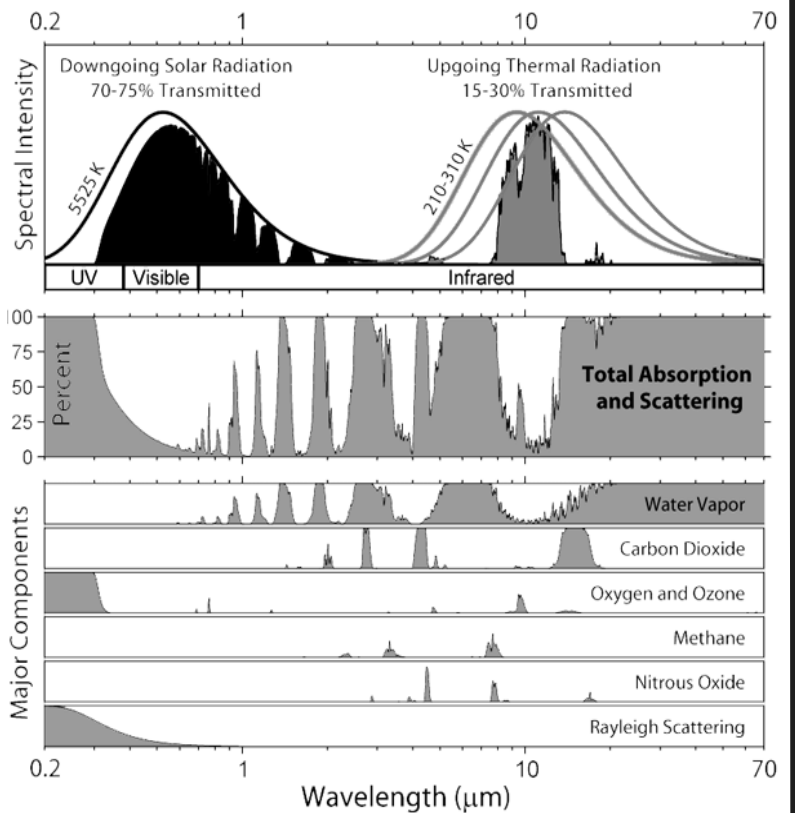 0.2 1 10 70
Downgoing Solar Radiation
70-75% Transmitted
Upgoing Thermal Radiation
15-30% Transmitted
Spectral Intensity
5525 K
210-310 K
UV Visible Infrared
100
75
50
25
0
Percent
Total Absorption
and Scattering
Major Components
Water Vapor
Carbon Dioxide
Oxygen and Ozone
Methane
Nitrous Oxide
Rayleigh Scattering
0.2 1 10 70
Wavelength (μm)